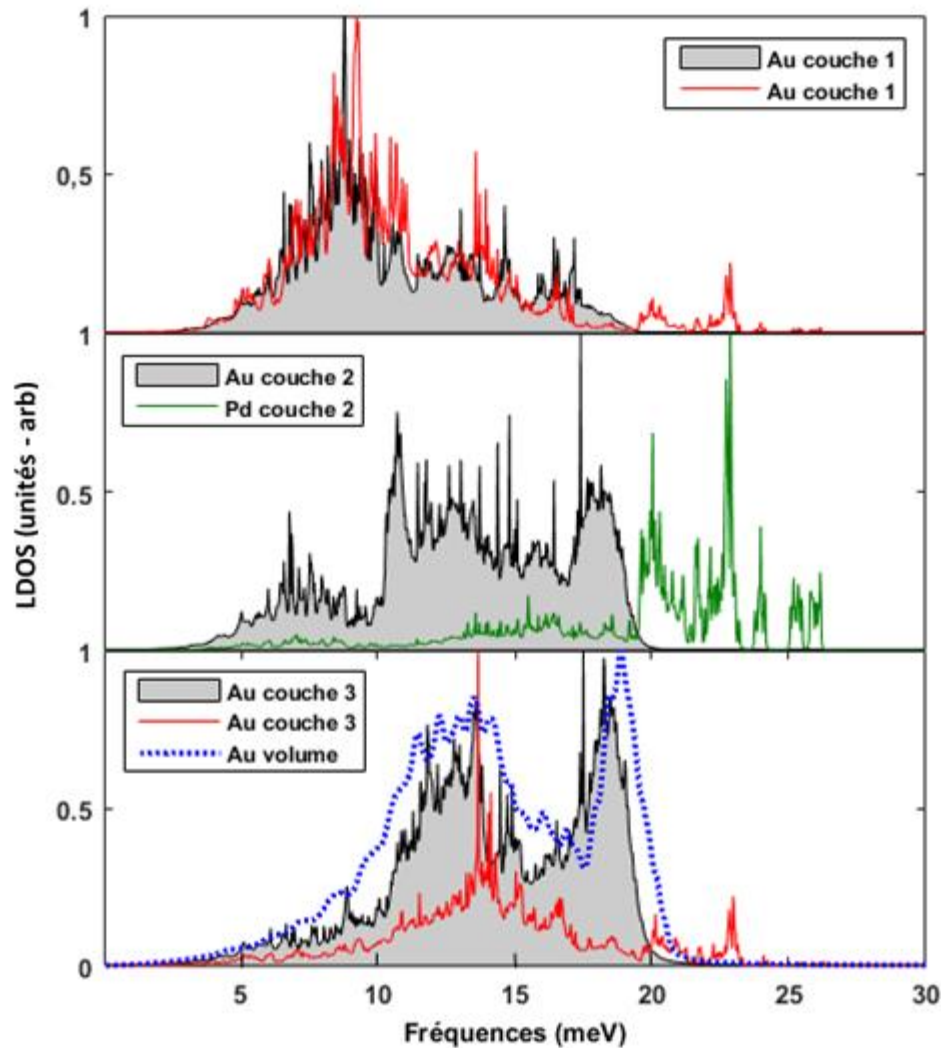 1
Au couche 1
Au couche 1
0,5
1
Au couche 2
Pd couche 2
0.5
LDOS (unités - arb)
1
Au couche 3
Au couche 3
Au volume
0.5
0
5
10
15
20
25
30
Fréquences (meV)